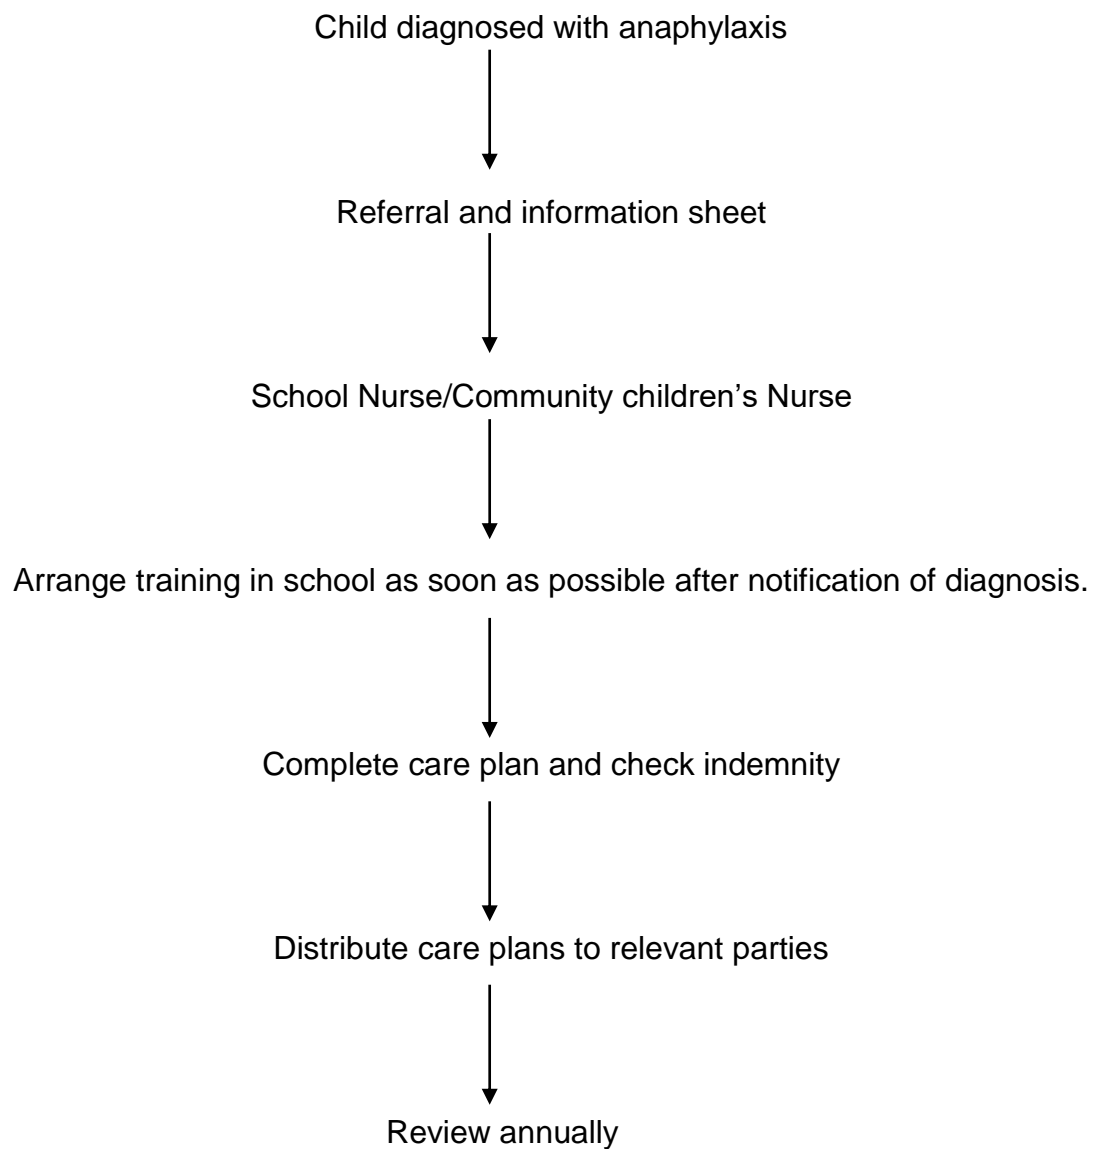 Child diagnosed with anaphylaxis
Referral and information sheet
School Nurse/Community children’s Nurse
Arrange training in school as soon as possible after notification of diagnosis.
Complete care plan and check indemnity
Distribute care plans to relevant parties
Review annually